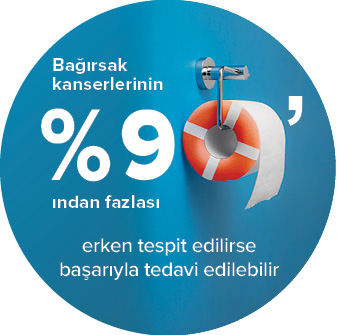 Bağırsak
kanserlerinin
%90'
ından fazlası
erken tespit edilirse
başarıyla tedavi edilebilir